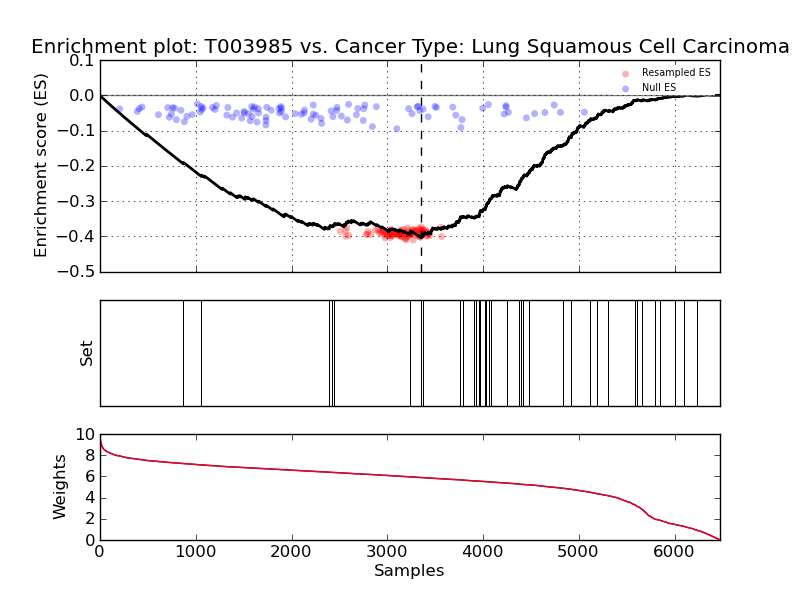 Enrichment plot: T003985 vs. Cancer Type: Lung Squamous Cell Carcinoma
Enrichment score (ES)
0.1
0.0
−0.1
−0.2
−0.3
−0.4
−0.5
Resampled ES
Null ES
Set
Weights
10
8
6
4
2
0
0 1000 2000 3000 4000 5000 6000
Samples